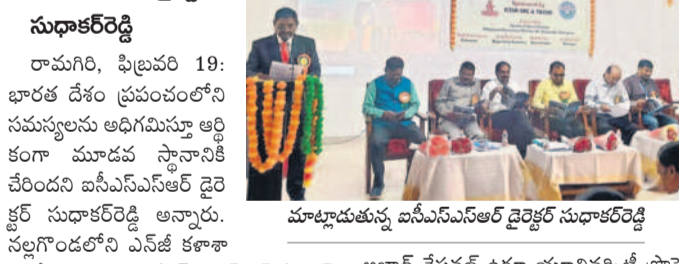 సుధాకర్‌రెడ్డి
రామగిరి, ఫిబ్రవరి 19:
భారత దేశం ప్రపంచంలోని
సమస్యలను అధిగమిస్తూ ఆర్థి
కంగా మూడవ స్థానానికి
చేరిందని ఐసీఎస్ఎస్ఆర్ డైరె
క్టర్ సుధాకర్‌రెడ్డి అన్నారు.
నల్లగొండలోని ఎన్‌జీ కళాశా
మాట్లాడుతున్న ఐసీఎస్ఎస్ఆర్ డైరెక్టర్ సుధాకర్‌రెడ్డి